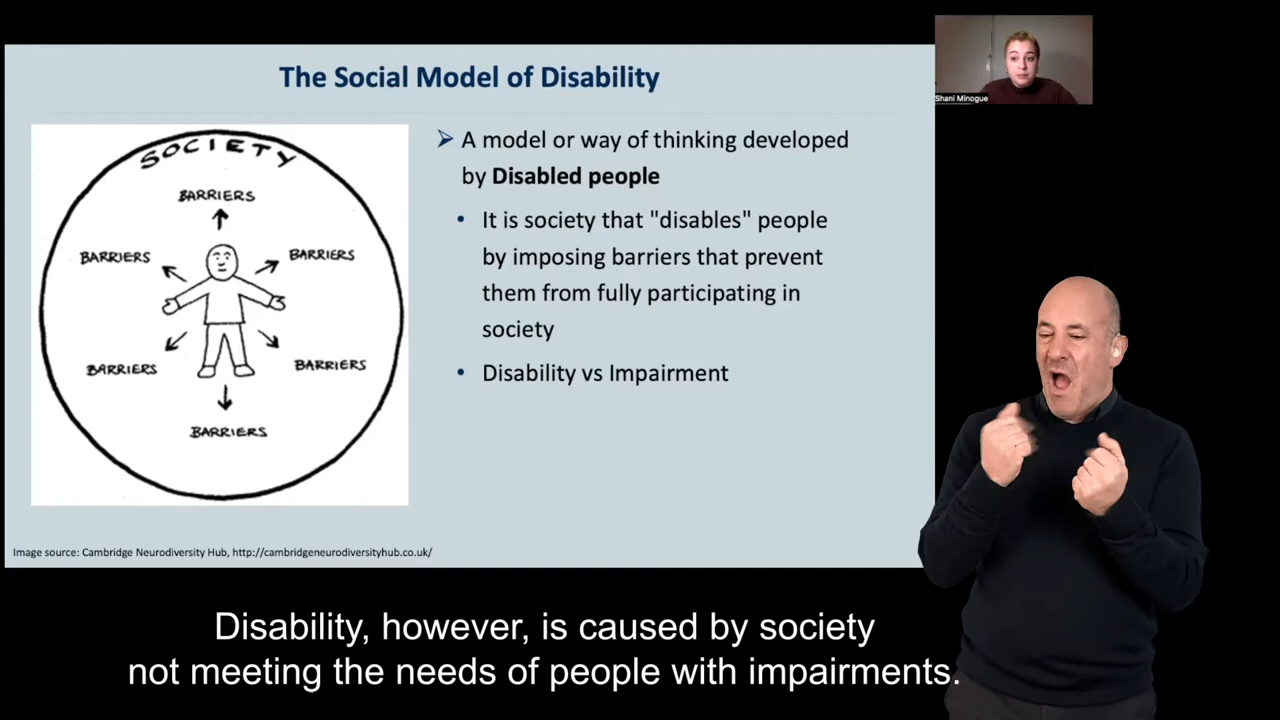 The Social Model of Disability
Shani Minogue
SOCIETY
BARRIERS
BARRIERS
BARRIERS
BARRIERS
BARRIERS
BARRIERS
➢ A model or way of thinking developed
by Disabled people
• It is society that "disables" people
by imposing barriers that prevent
them from fully participating in
society
• Disability vs Impairment
Image source: Cambridge Neurodiversity Hub, http://cambridgeneurodiversityhub.co.uk/
Disability, however, is caused by society
not meeting the needs of people with impairments.